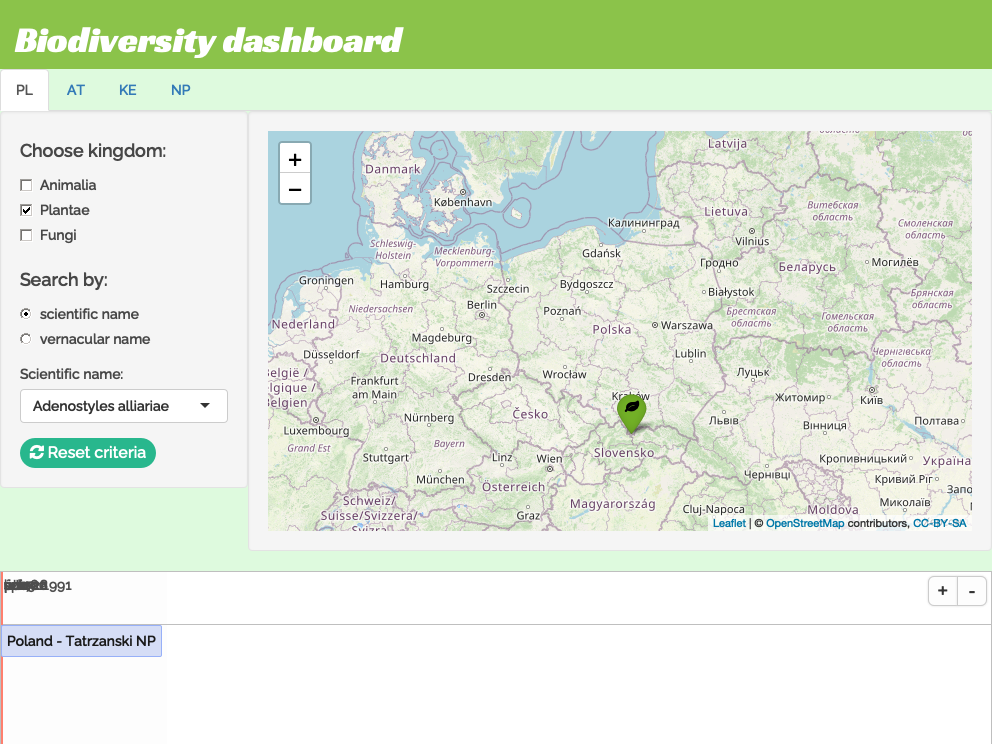 Biodiversity dashboard
PL
AT
KE
NP
Choose kingdom:
Animalia
Plantae
Fungi
Search by:
scientific name
vernacular name
Scientific name:
Adenostyles alliariae
Reset criteria
+
−
Latvija
Danmark
København
Калининград
Lietuva
Витебская
область
Смоленская
область
Vilnius
Schleswig-
Holstein
Mecklenburg-
Vorpommern
Gdańsk
Гродно
Беларусь
Могилёв
Groningen
Hamburg
Szczecin
Bydgoszcz
Białystok
Брянская
область
Niedersachsen
Berlin
Poznań
Polska
Warszawa
Брестская
область
Гомельская
область
Nederland
Magdeburg
Düsseldorf
Deutschland
Lublin
Чернігівська
область
België /
Belgique /
Belgien
Frankfurt
am Main
Dresden
Wrocław
Луцьк
Житомир
Київ
Kraków
Luxembourg
Nürnberg
Česko
Львів
Вінниця
Полтава
Grand Est
Bayern
Stuttgart
Linz
Wien
Slovensko
Кропивницький
Україна
München
Österreich
Чернівці
Кривий Ріг
Schweiz/
Suisse/Svizzera/
Graz
Magyarország
Cluj-Napoca
Moldova
Миколаїв
Запо
Leaflet | © OpenStreetMap contributors, CC-BY-SA
+
-
Poland - Tatrzanski NP